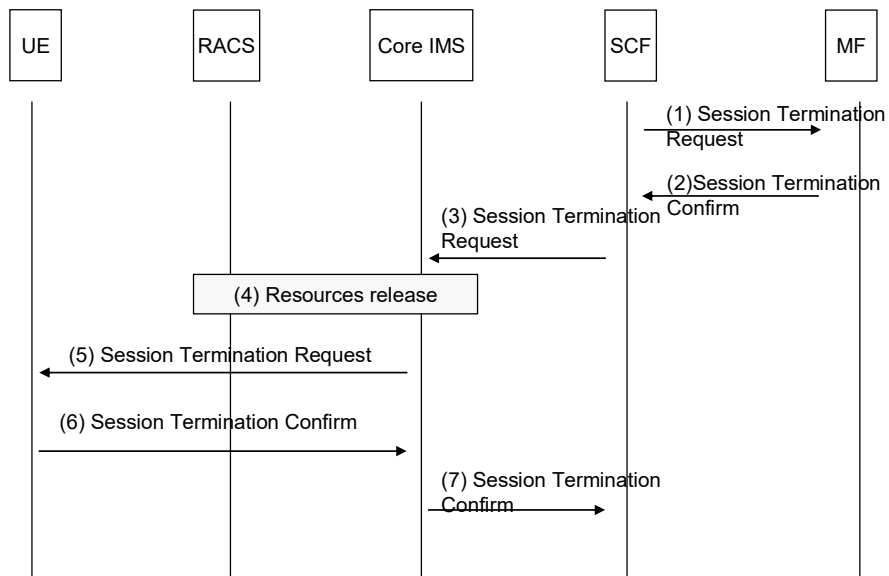 UE
RACS
Core IMS
SCF
MF
(1) Session Termination
Request
(2)Session Termination
Confirm
(3) Session Termination
Request
(4) Resources release
(5) Session Termination Request
(6) Session Termination Confirm
(7) Session Termination
Confirm